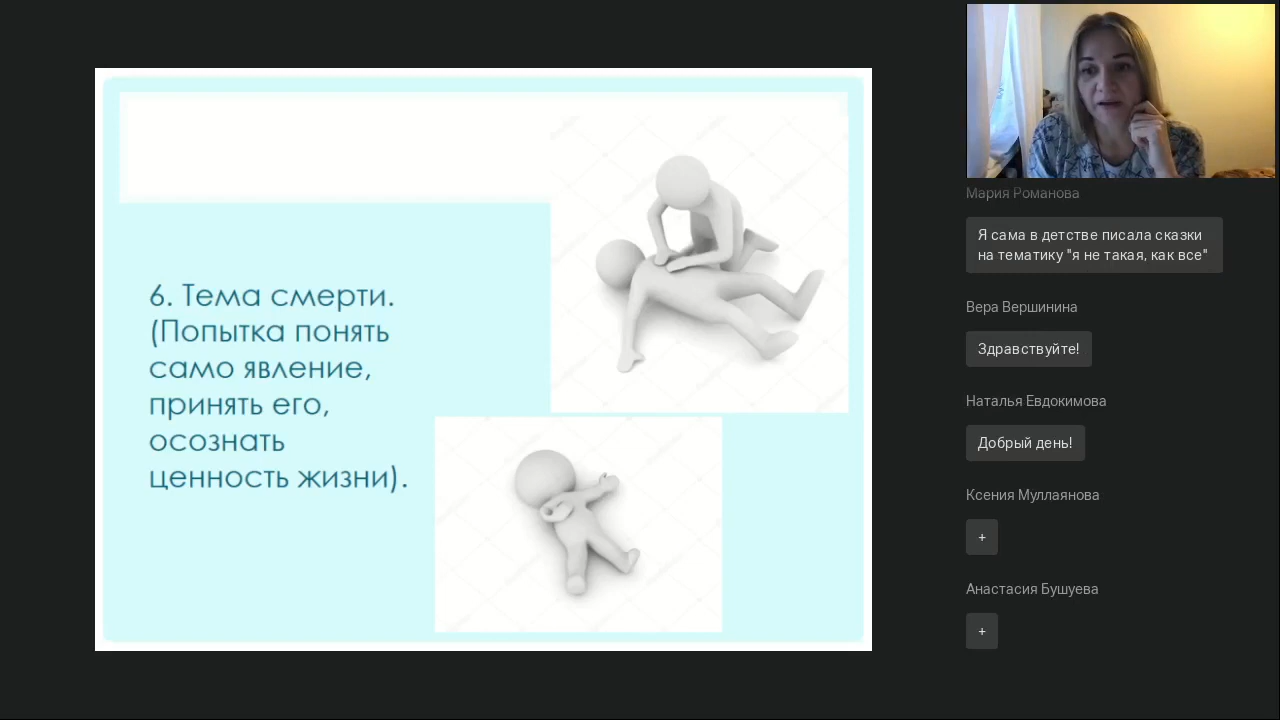 6. Тема смерти.
(Попытка понять
само явление,
принять его,
осознать
ценность жизни).
Мария Романова
Я сама в детстве писала сказки
на тематику "я не такая, как все"
Вера Вершинина
Здравствуйте!
Наталья Евдокимова
Добрый день!
Ксения Муллаянова
+
Анастасия Бушуева
+